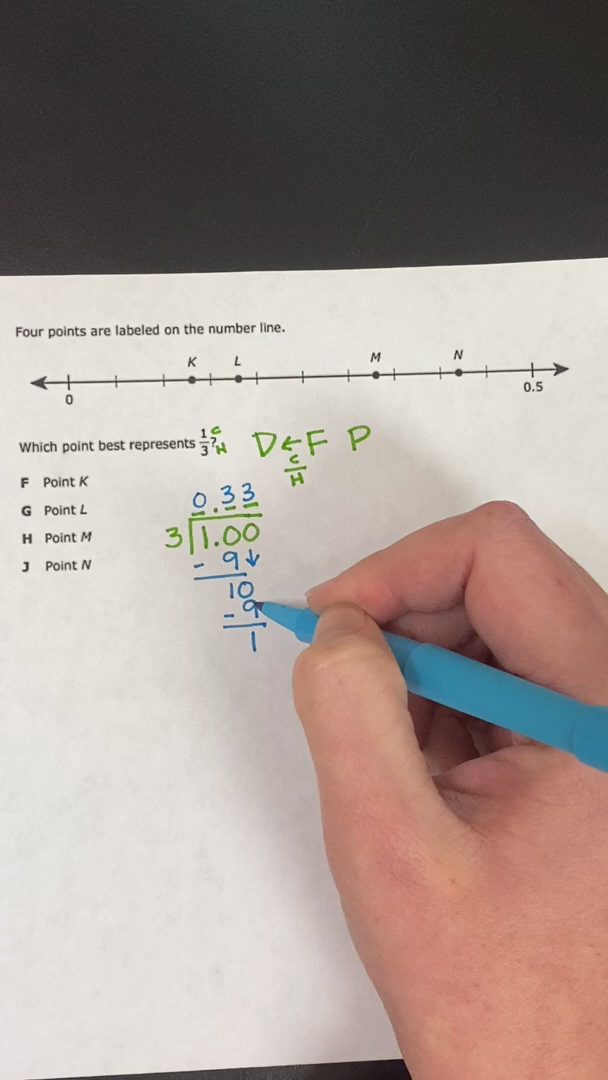 Four points are labeled on the number line.
K L M N
0 0.5
Which point best represents 1/3? C H D ← F P
C/H
F Point K
G Point L
H Point M
J Point N
0.33
3 1.00
- 9↓
10
- 9
1